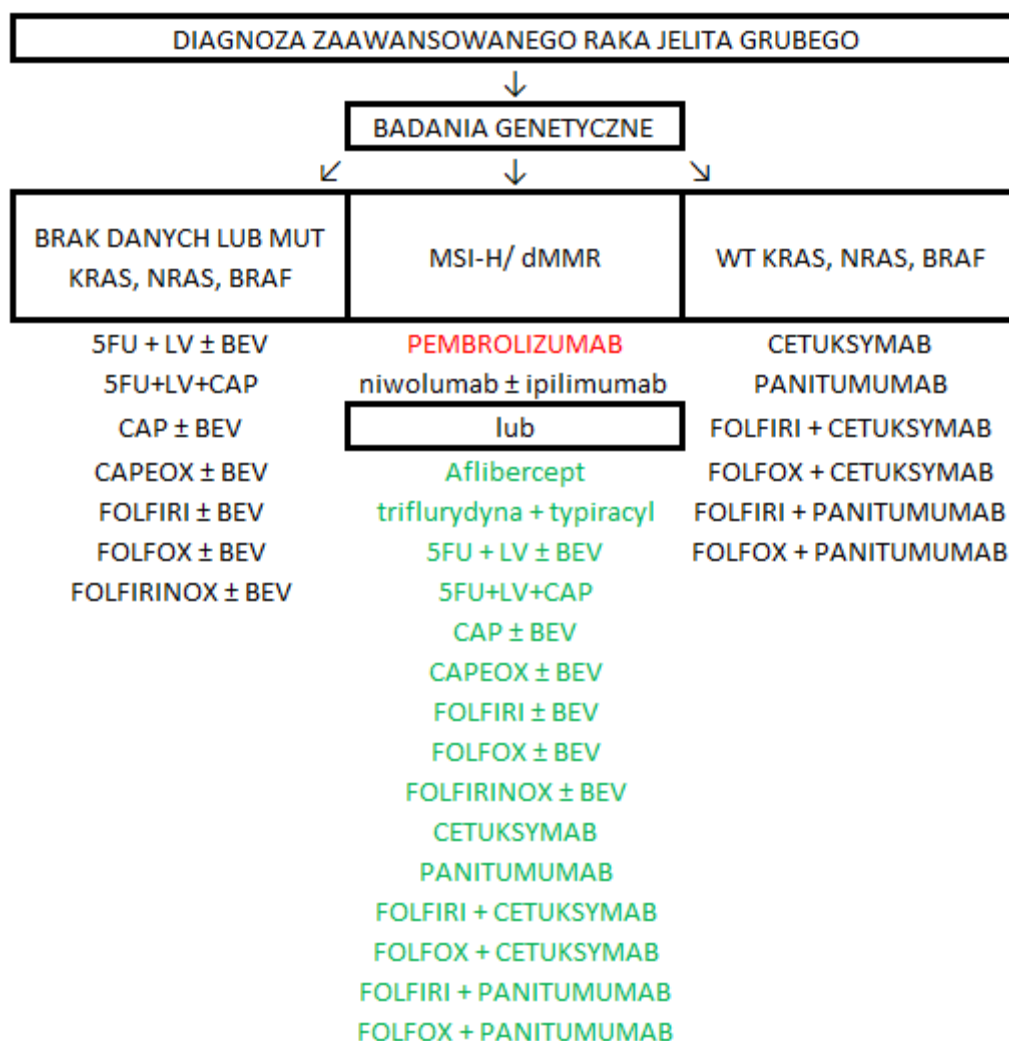 DIAGNOZA ZAAWANSOWANEGO RAKA JELITA GRUBEGO
↓
BADANIA GENETYCZNE
↙ ↓ ↘
BRAK DANYCH LUB MUT
KRAS, NRAS, BRAF
MSI-H/ dMMR
WT KRAS, NRAS, BRAF
5FU + LV ± BEV
5FU+LV+CAP
CAP ± BEV
CAPEOX ± BEV
FOLFIRI ± BEV
FOLFOX ± BEV
FOLFIRINOX ± BEV
PEMBROLIZUMAB
niwolumab ± ipilimumab
lub
Aflibercept
triflurydyna + typiracyl
5FU + LV ± BEV
5FU+LV+CAP
CAP ± BEV
CAPEOX ± BEV
FOLFIRI ± BEV
FOLFOX ± BEV
FOLFIRINOX ± BEV
CETUKSYMAB
PANITUMUMAB
FOLFIRI + CETUKSYMAB
FOLFOX + CETUKSYMAB
FOLFIRI + PANITUMUMAB
FOLFOX + PANITUMUMAB
CETUKSYMAB
PANITUMUMAB
FOLFIRI + CETUKSYMAB
FOLFOX + CETUKSYMAB
FOLFIRI + PANITUMUMAB
FOLFOX + PANITUMUMAB